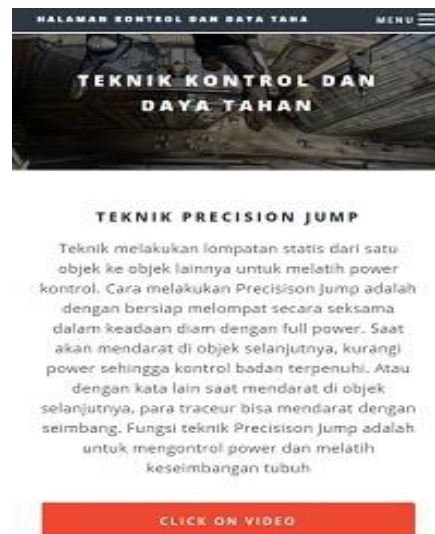 HALAMAN KONTROL DAN DAYA TAHA
MENU
TEKNIK KONTROL DAN
DAYA TAHAN
TEKNIK PRECISION JUMP
Teknik melakukan lompatan statis dari satu
objek ke objek lainnya untuk melatih power
kontrol. Cara melakukan Precisison Jump adalah
dengan bersiap melompat secara seksama
dalam keadaan diam dengan full power. Saat
akan mendarat di objek selanjutnya, kurangi
power sehingga kontrol badan terpenuhi. Atau
dengan kata lain saat mendarat di objek
selanjutnya, para traceur bisa mendarat dengan
seimbang. Fungsi teknik Precisison Jump adalah
untuk mengontrol power dan melatih
keseimbangan tubuh
CLICK ON VIDEO